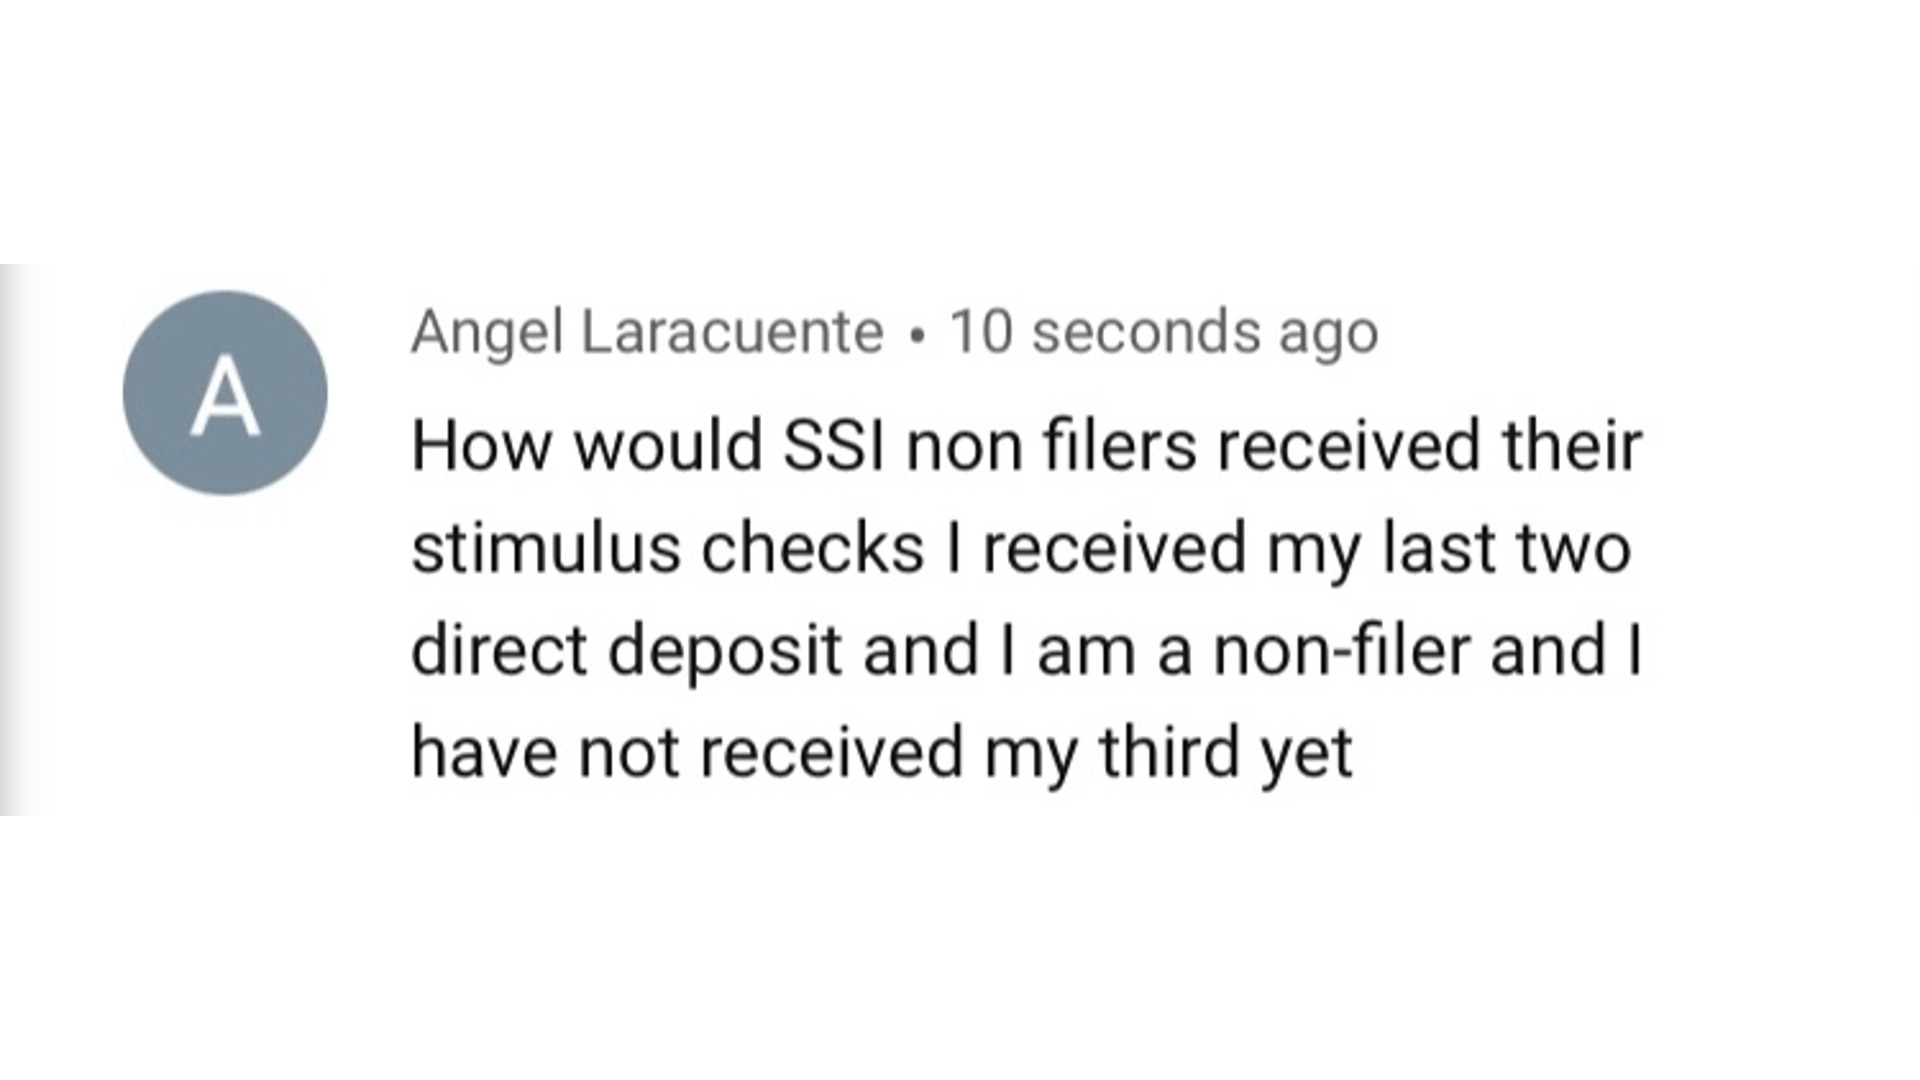 A
Angel Laracuente • 10 seconds ago
How would SSI non filers received their
stimulus checks I received my last two
direct deposit and I am a non-filer and I
have not received my third yet